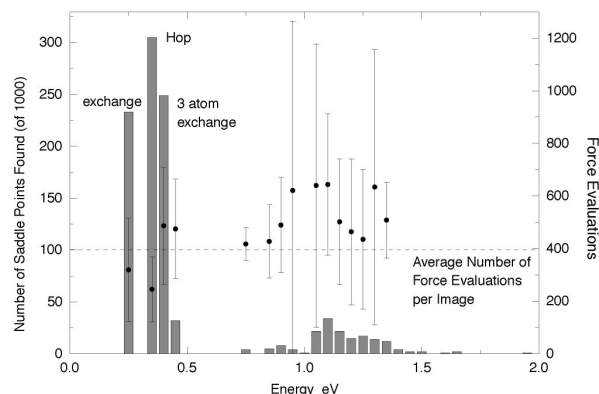 Number of Saddle Points Found (of 1000)
300
250
200
150
100
50
0
Hop
exchange
3 atom
exchange
Average Number of
Force Evaluations
per Image
1200
1000
800
600
400
200
0
Force Evaluations
0.0
0.5
1.0
1.5
2.0
Energy eV